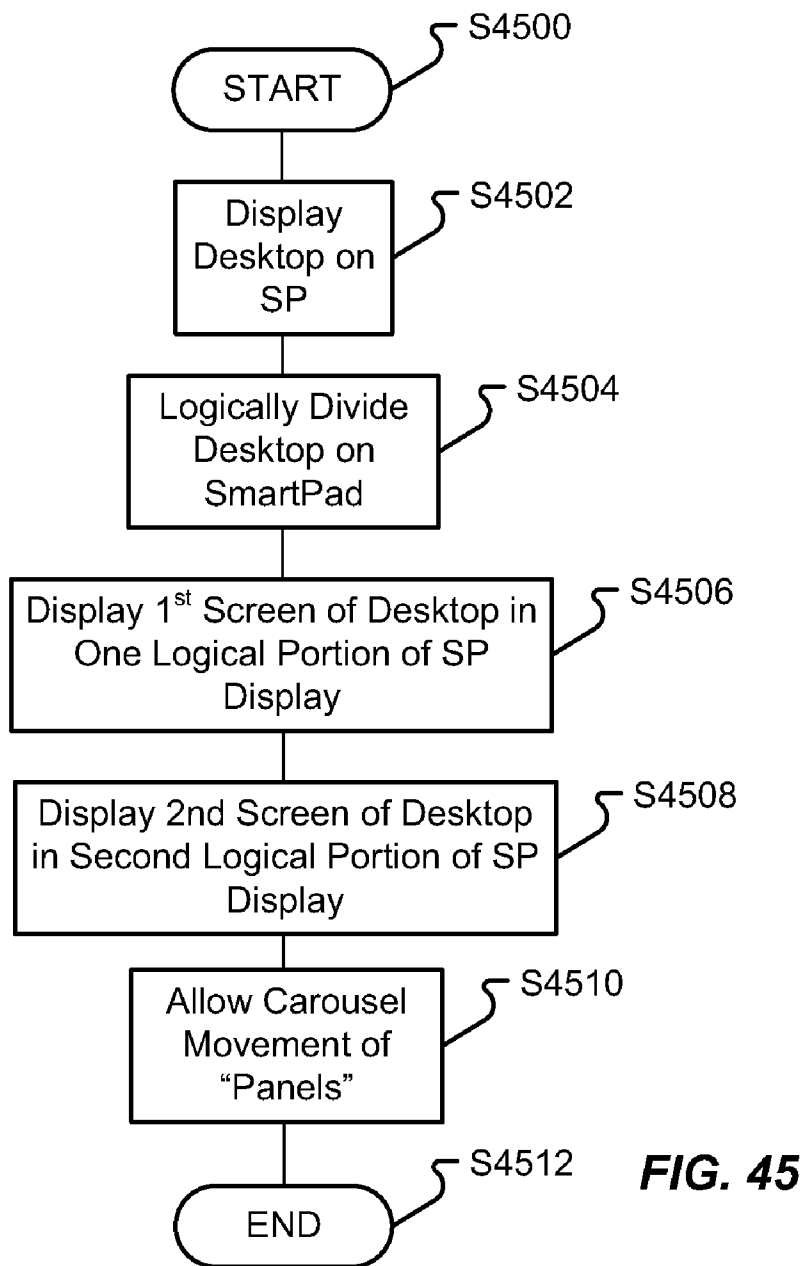 START
S4500
Display
Desktop on
SP
S4502
Logically Divide
Desktop on
SmartPad
S4504
Display 1st Screen of Desktop in
One Logical Portion of SP
Display
S4506
Display 2nd Screen of Desktop
in Second Logical Portion of SP
Display
S4508
Allow Carousel
Movement of
“Panels”
S4510
END
S4512
FIG. 45